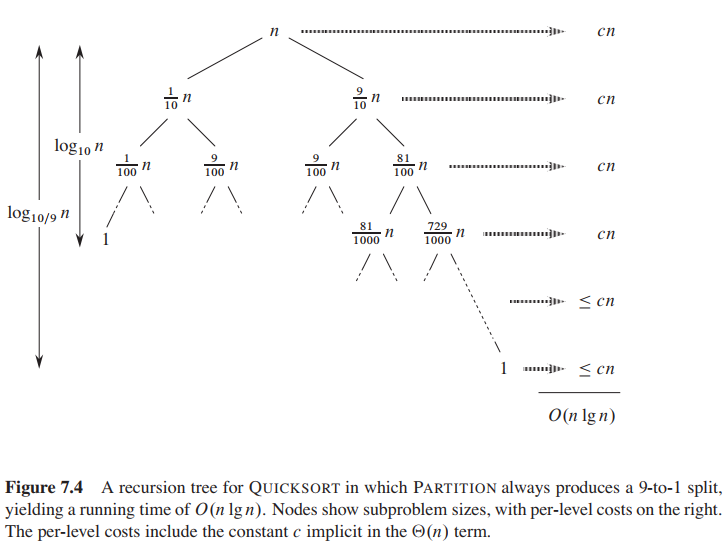 n cn
1/10 n 9/10 n cn
log10 n 1/100 n 9/100 n 9/100 n 81/100 n cn
log10/9 n
1 81/1000 n 729/1000 n cn
≤ cn
1 ≤ cn
O(n lg n)
Figure 7.4 A recursion tree for QUICKSORT in which PARTITION always produces a 9-to-1 split,
yielding a running time of O(n lg n). Nodes show subproblem sizes, with per-level costs on the right.
The per-level costs include the constant c implicit in the Θ(n) term.